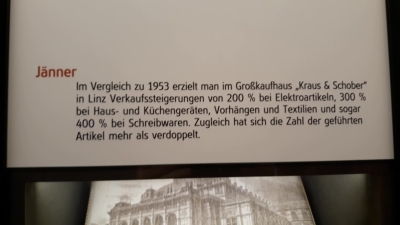 Jänner
Im Vergleich zu 1953 erzielt man im Großkaufhaus „Kraus & Schober“
in Linz Verkaufssteigerungen von 200 % bei Elektroartikeln, 300 %
bei Haus- und Küchengeräten, Vorhängen und Textilien und sogar
400 % bei Schreibwaren. Zugleich hat sich die Zahl der geführten
Artikel mehr als verdoppelt.